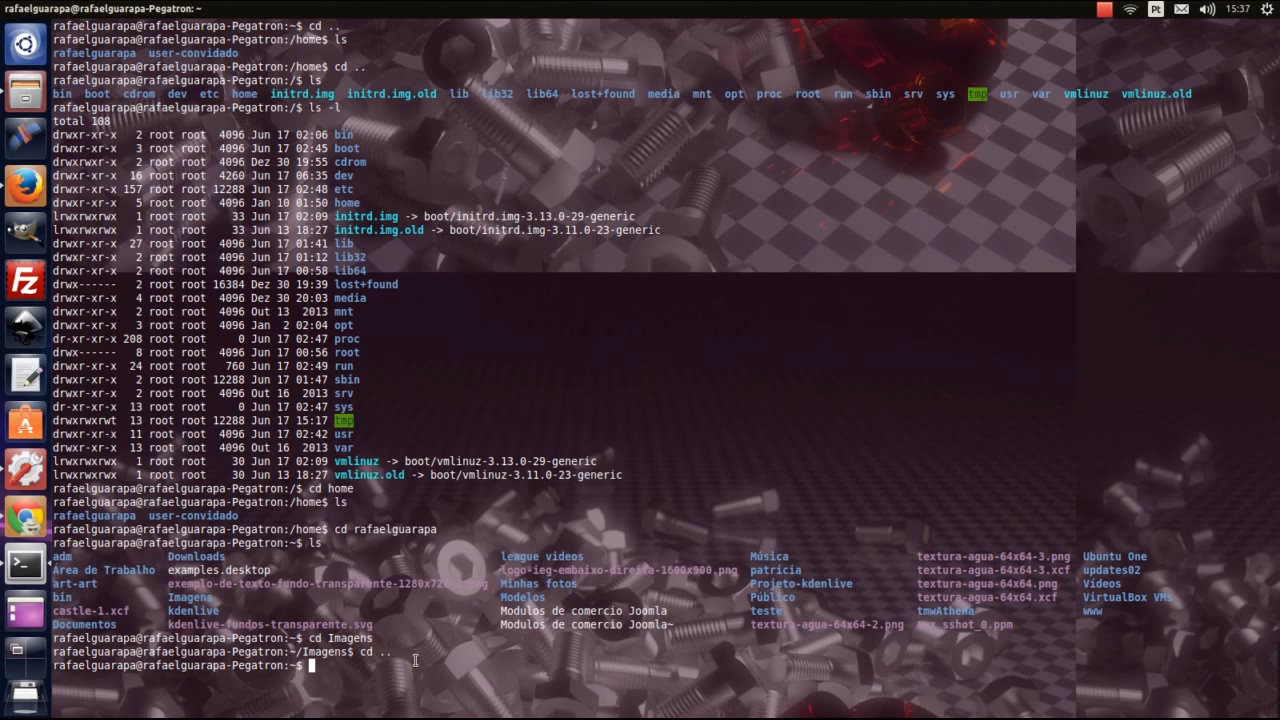 rafaelguarapa@rafaelguarapa-Pegatron: ~
Pt
15:37
rafaelguarapa@rafaelguarapa-Pegatron:~$ cd ..
rafaelguarapa@rafaelguarapa-Pegatron:/home$ ls
rafaelguarapa  user-convidado
rafaelguarapa@rafaelguarapa-Pegatron:/home$ cd ..
rafaelguarapa@rafaelguarapa-Pegatron:/$ ls
bin  boot  cdrom  dev  etc  home  initrd.img  initrd.img.old  lib  lib32  lib64  lost+found  media  mnt  opt  proc  root  run  sbin  srv  sys  tmp  usr  var  vmlinuz  vmlinuz.old
rafaelguarapa@rafaelguarapa-Pegatron:/$ ls -l
total 108
drwxr-xr-x   2 root root  4096 Jun 17 02:06 bin
drwxr-xr-x   3 root root  4096 Jun 17 02:45 boot
drwxrwxr-x   2 root root  4096 Dez 30 19:55 cdrom
drwxr-xr-x  16 root root  4260 Jun 17 06:35 dev
drwxr-xr-x 157 root root 12288 Jun 17 02:48 etc
drwxr-xr-x   5 root root  4096 Jan 10 01:50 home
lrwxrwxrwx   1 root root    33 Jun 17 02:09 initrd.img -> boot/initrd.img-3.13.0-29-generic
lrwxrwxrwx   1 root root    33 Jun 13 18:27 initrd.img.old -> boot/initrd.img-3.11.0-23-generic
drwxr-xr-x  27 root root  4096 Jun 17 01:41 lib
drwxr-xr-x   2 root root  4096 Jun 17 01:12 lib32
drwxr-xr-x   2 root root  4096 Jun 17 00:58 lib64
drwx------   2 root root 16384 Dez 30 19:39 lost+found
drwxr-xr-x   4 root root  4096 Dez 30 20:03 media
drwxr-xr-x   2 root root  4096 Out 13  2013 mnt
drwxr-xr-x   3 root root  4096 Jan  2 02:04 opt
dr-xr-xr-x 208 root root     0 Jun 17 02:47 proc
drwx------   8 root root  4096 Jun 17 00:56 root
drwxr-xr-x  24 root root   760 Jun 17 02:49 run
drwxr-xr-x   2 root root 12288 Jun 17 01:47 sbin
drwxr-xr-x   2 root root  4096 Out 16  2013 srv
dr-xr-xr-x  13 root root     0 Jun 17 02:47 sys
drwxrwxrwt  13 root root 12288 Jun 17 15:17 tmp
drwxr-xr-x  11 root root  4096 Jun 17 02:42 usr
drwxr-xr-x  13 root root  4096 Out 16  2013 var
lrwxrwxrwx   1 root root    30 Jun 17 02:09 vmlinuz -> boot/vmlinuz-3.13.0-29-generic
lrwxrwxrwx   1 root root    30 Jun 13 18:27 vmlinuz.old -> boot/vmlinuz-3.11.0-23-generic
rafaelguarapa@rafaelguarapa-Pegatron:/$ cd home
rafaelguarapa@rafaelguarapa-Pegatron:/home$ ls
rafaelguarapa  user-convidado
rafaelguarapa@rafaelguarapa-Pegatron:/home$ cd rafaelguarapa
rafaelguarapa@rafaelguarapa-Pegatron:~$ ls
adm  Downloads  league videos  Música  textura-agua-64x64-3.png  Ubuntu One
Área de Trabalho  examples.desktop  logo-ieg-embaixo-direita-1600x900.png  patricia  textura-agua-64x64-3.xcf  updates02
art-art  Minhas fotos  Projeto-kdenlive  textura-agua-64x64.png  Vídeos
bin  Imagens  Modelos  Público  textura-agua-64x64.xcf  VirtualBox VMs
castle-1.xcf  kdenlive  Modulos de comercio Joomla  teste  tmwAthena  www
Documentos  kdenlive-fundos-transparente.svg  Modulos de comercio Joomla~  textura-agua-64x64-2.png
rafaelguarapa@rafaelguarapa-Pegatron:~$ cd Imagens
rafaelguarapa@rafaelguarapa-Pegatron:~/Imagens$ cd ..
rafaelguarapa@rafaelguarapa-Pegatron:~$